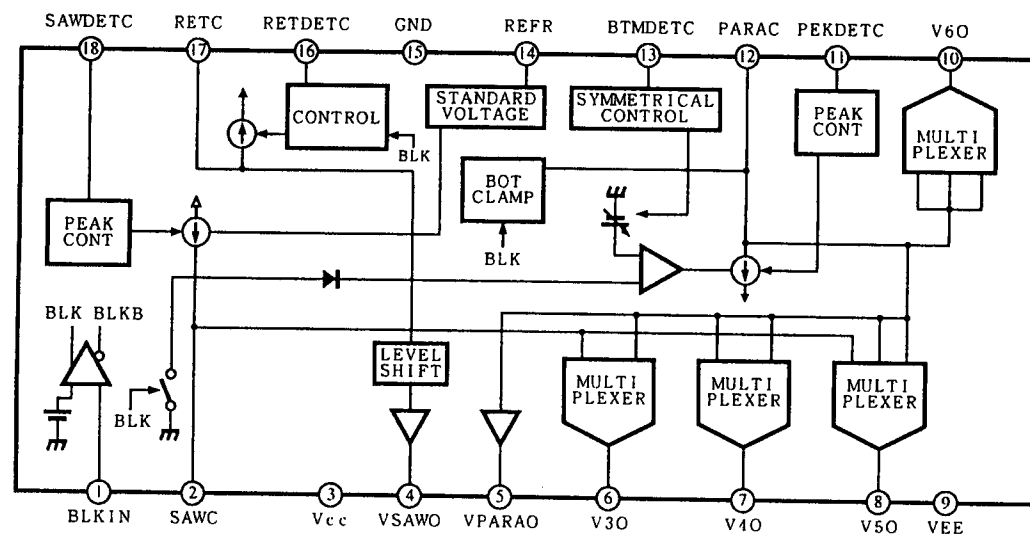 SAWDETC RETC RETDETC GND REFR BTMDETC PARAC PEKDETC V6O
18 17 16 15 14 13 12 11 10
CONTROL
BLK
STANDARD
VOLTAGE
SYMMETRICAL
CONTROL
PEAK
CONT
MULTI
PLEXER
BOT
CLAMP
BLK
PEAK
CONT
BLK BLKB
BLK
LEVEL
SHIFT
MULTI
PLEXER
MULTI
PLEXER
MULTI
PLEXER
1 2 3 4 5 6 7 8 9
BLKIN SAWC Vcc VSAWO VPARAO V3O V4O V5O VEE